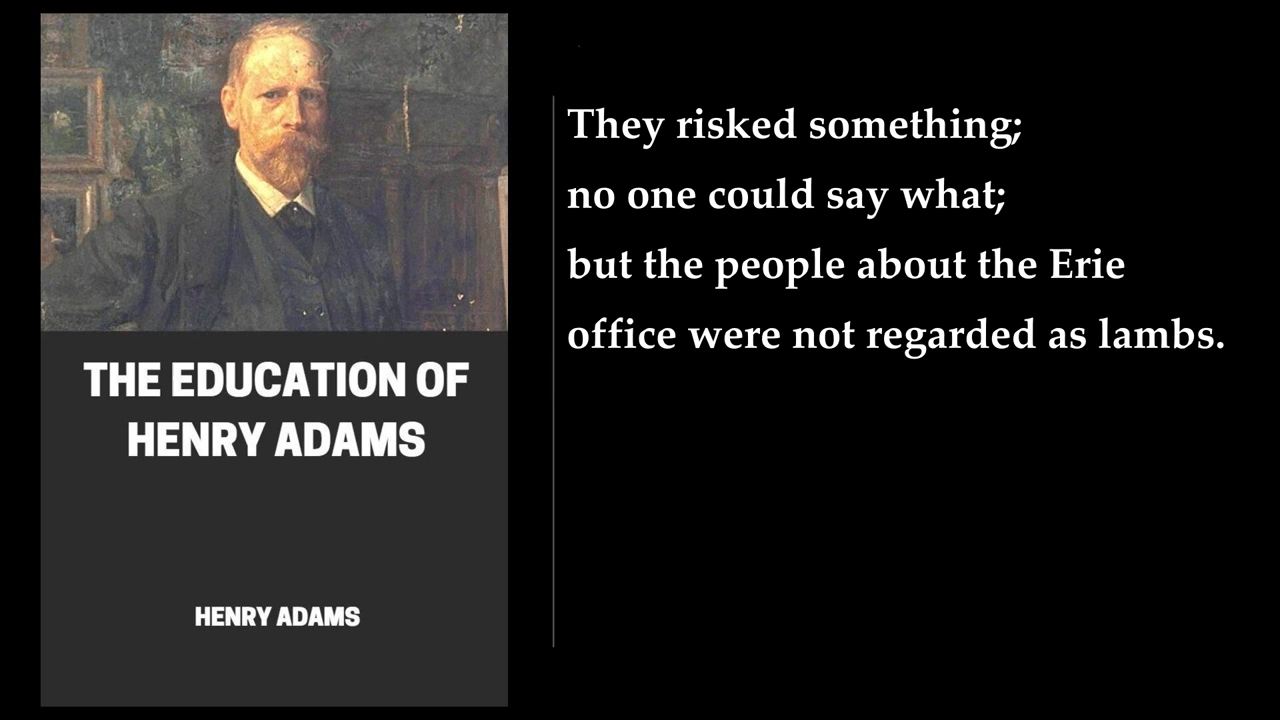 THE EDUCATION OF
HENRY ADAMS
HENRY ADAMS
They risked something;
no one could say what;
but the people about the Erie
office were not regarded as lambs.